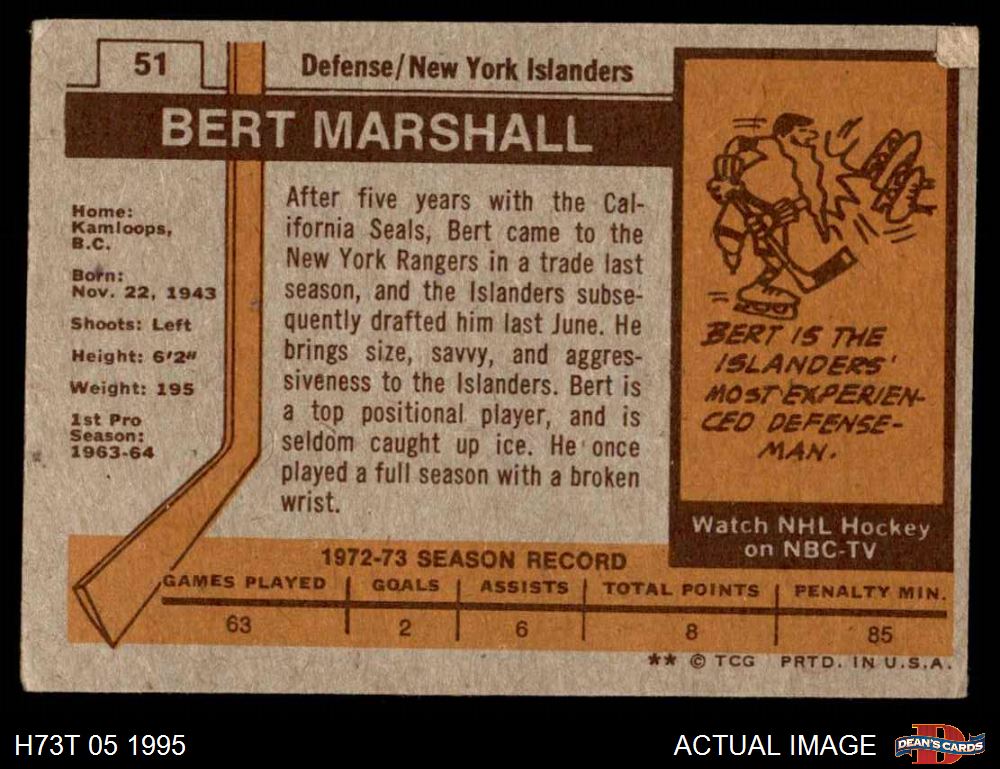 51
Defense/New York Islanders
BERT MARSHALL
Home:
Kamloops,
B.C.
Born:
Nov. 22, 1943
Shoots: Left
Height: 6'2"
Weight: 195
1st Pro
Season:
1963-64
After five years with the Cal-
ifornia Seals, Bert came to the
New York Rangers in a trade last
season, and the Islanders subse-
quently drafted him last June. He
brings size, savvy, and aggres-
siveness to the Islanders. Bert is
a top positional player, and is
seldom caught up ice. He once
played a full season with a broken
wrist.
BERT IS THE
ISLANDERS'
MOST EXPERIEN-
CED DEFENSE-
MAN.
Watch NHL Hockey
on NBC-TV
1972-73 SEASON RECORD
GAMES PLAYED GOALS ASSISTS TOTAL POINTS PENALTY MIN.
63 2 6 8 85
** © TCG PRTD. IN U.S.A.
H73T 05 1995 ACTUAL IMAGE D DEAN'S CARDS